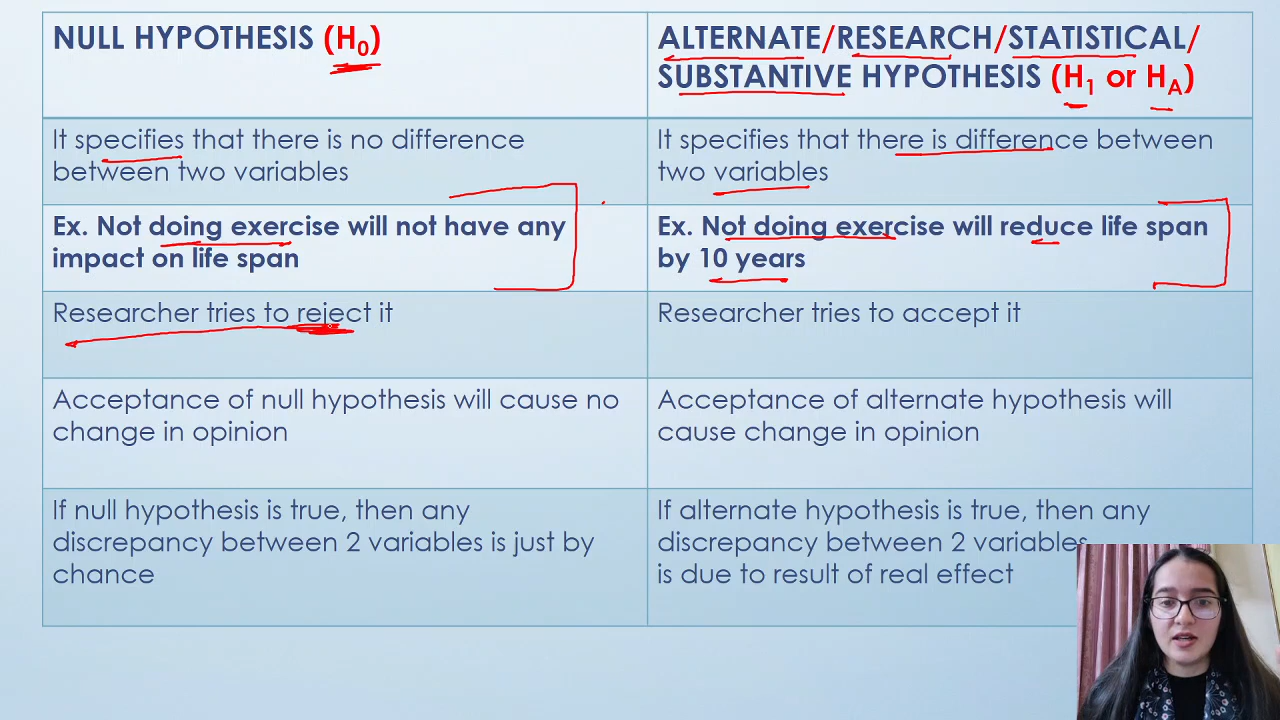 NULL HYPOTHESIS (H₀)
ALTERNATE/RESEARCH/STATISTICAL/
SUBSTANTIVE HYPOTHESIS (H₁ or Hₐ)
It specifies that there is no difference
between two variables
It specifies that there is difference between
two variables
Ex. Not doing exercise will not have any
impact on life span
Ex. Not doing exercise will reduce life span
by 10 years
Researcher tries to reject it
Researcher tries to accept it
Acceptance of null hypothesis will cause no
change in opinion
Acceptance of alternate hypothesis will
cause change in opinion
If null hypothesis is true, then any
discrepancy between 2 variables is just by
chance
If alternate hypothesis is true, then any
discrepancy between 2 variables
is due to result of real effect